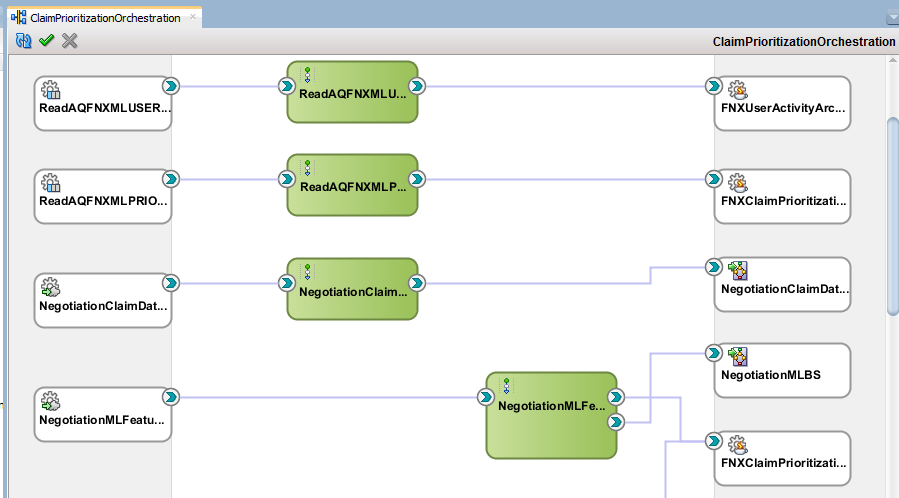 ClaimPrioritizationOrchestration
ClaimPrioritizationOrchestration
ReadAQFNXMLUSER...
ReadAQFNXMLU...
FNXUserActivityArc...
ReadAQFNXMLPRIO...
ReadAQFNXMLP...
FNXClaimPrioritizati...
NegotiationClaimDat...
NegotiationClaim...
NegotiationClaimDat...
NegotiationMLBS
NegotiationMLFeatu...
NegotiationMLFe...
FNXClaimPrioritizati...